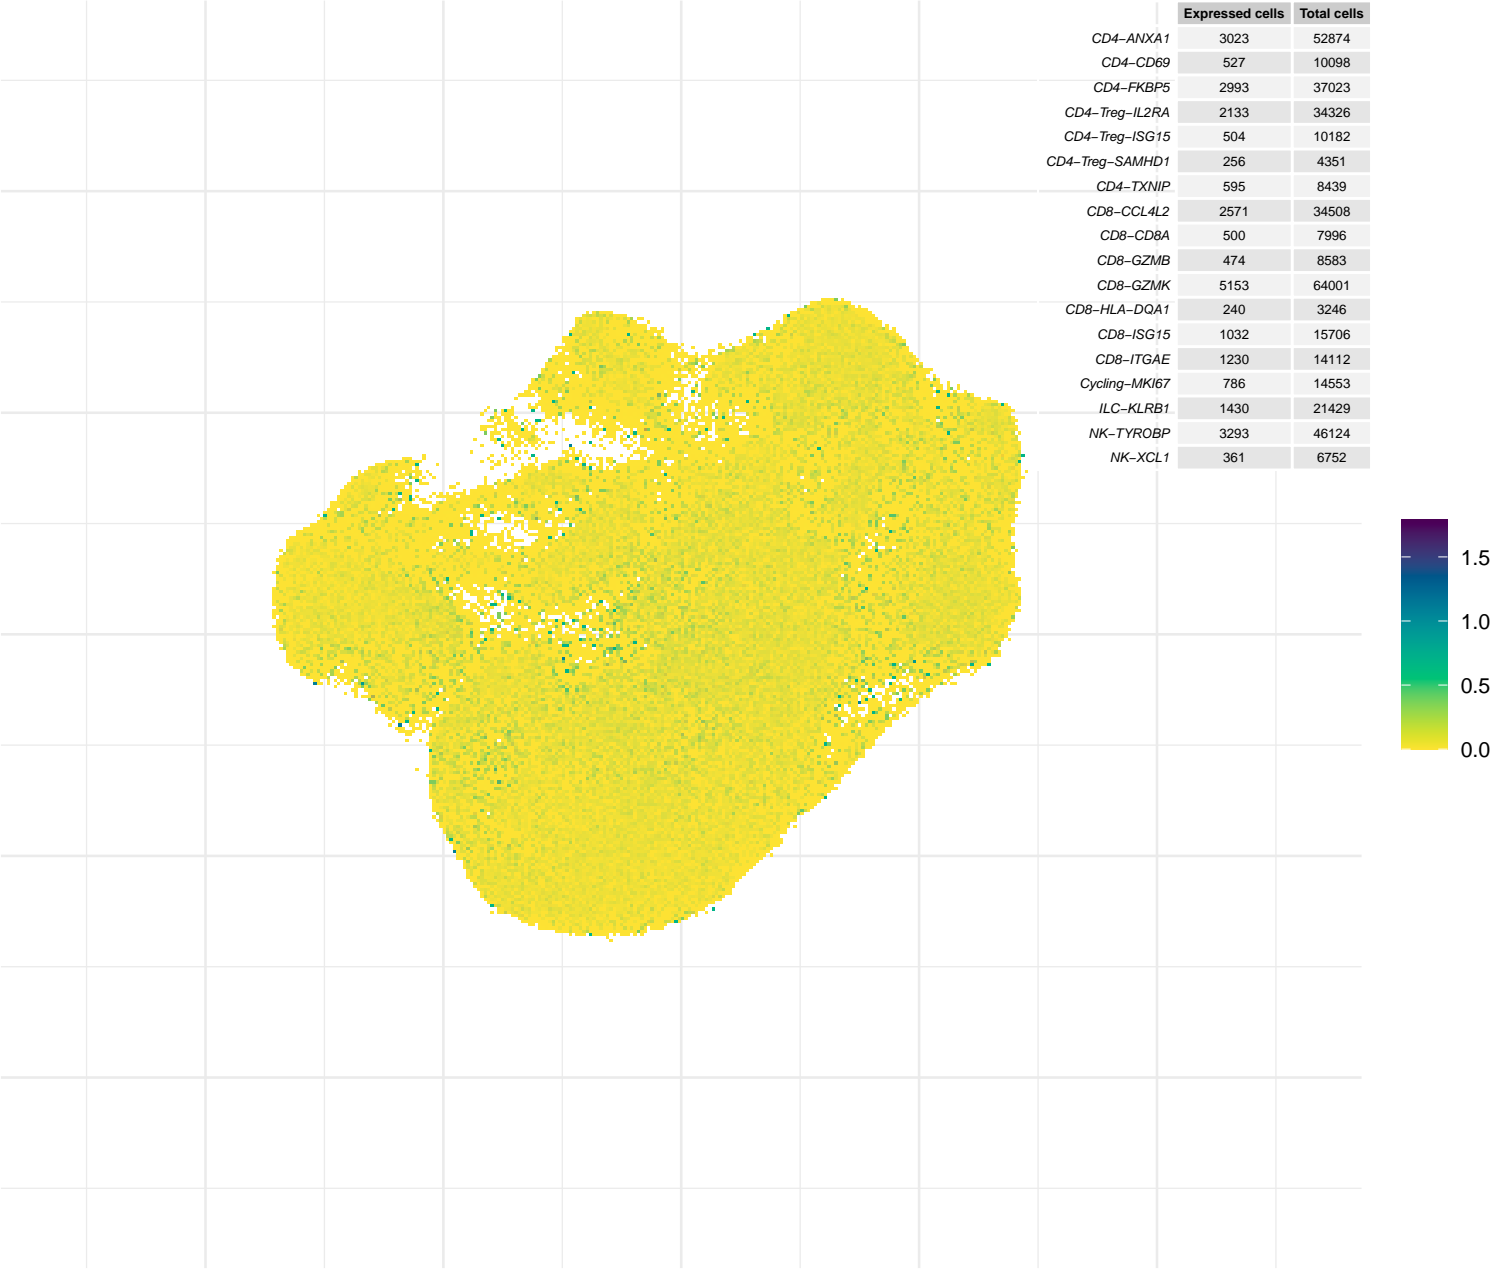 Expressed cells Total cells
CD4−ANXA1 3023 52874
CD4−CD69 527 10098
CD4−FKBP5 2993 37023
CD4−Treg−IL2RA 2133 34326
CD4−Treg−ISG15 504 10182
CD4−Treg−SAMHD1 256 4351
CD4−TXNIP 595 8439
CD8−CCL4L2 2571 34508
CD8−CD8A 500 7996
CD8−GZMB 474 8583
CD8−GZMK 5153 64001
CD8−HLA−DQA1 240 3246
CD8−ISG15 1032 15706
CD8−ITGAE 1230 14112
Cycling−MKI67 786 14553
ILC−KLRB1 1430 21429
NK−TYROBP 3293 46124
NK−XCL1 361 6752
1.5
1.0
0.5
0.0